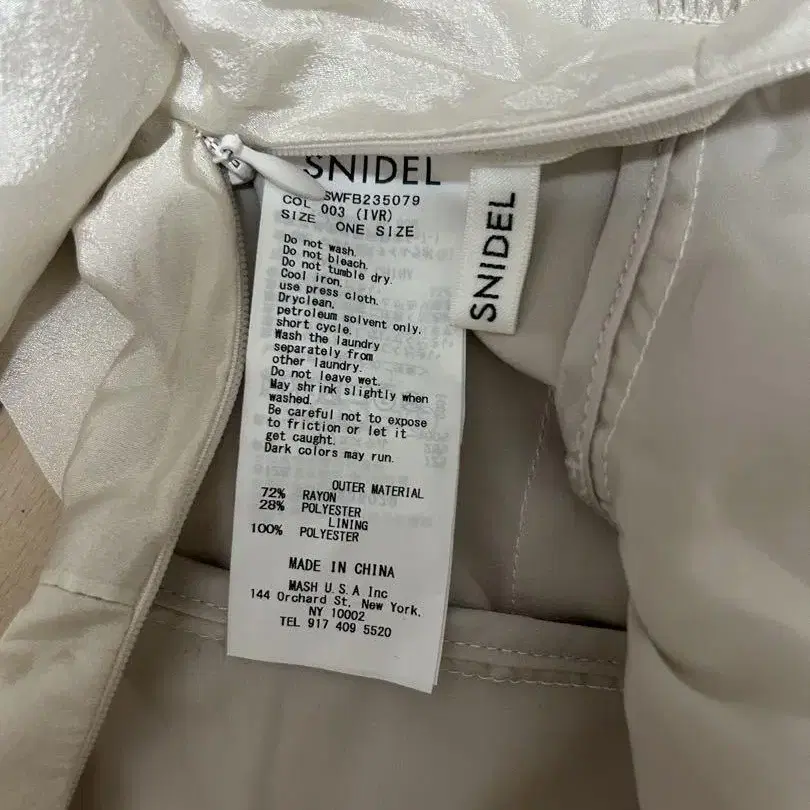 SNIDEL
SWFB235079
COL 003 (IVR)
SIZE ONE SIZE
Do not wash.
Do not bleach.
Do not tumble dry.
Cool iron,
use press cloth.
Dryclean,
petroleum solvent only.
short cycle.
Wash the laundry
separately from
other laundry.
Do not leave wet.
May shrink slightly when
washed.
Be careful not to expose
to friction or let it
get caught.
Dark colors may run.
OUTER MATERIAL
72% RAYON
28% POLYESTER
LINING
100% POLYESTER
MADE IN CHINA
MASH U.S.A Inc
144 Orchard St, New York,
NY 10002
TEL 917 409 5520
SNIDEL